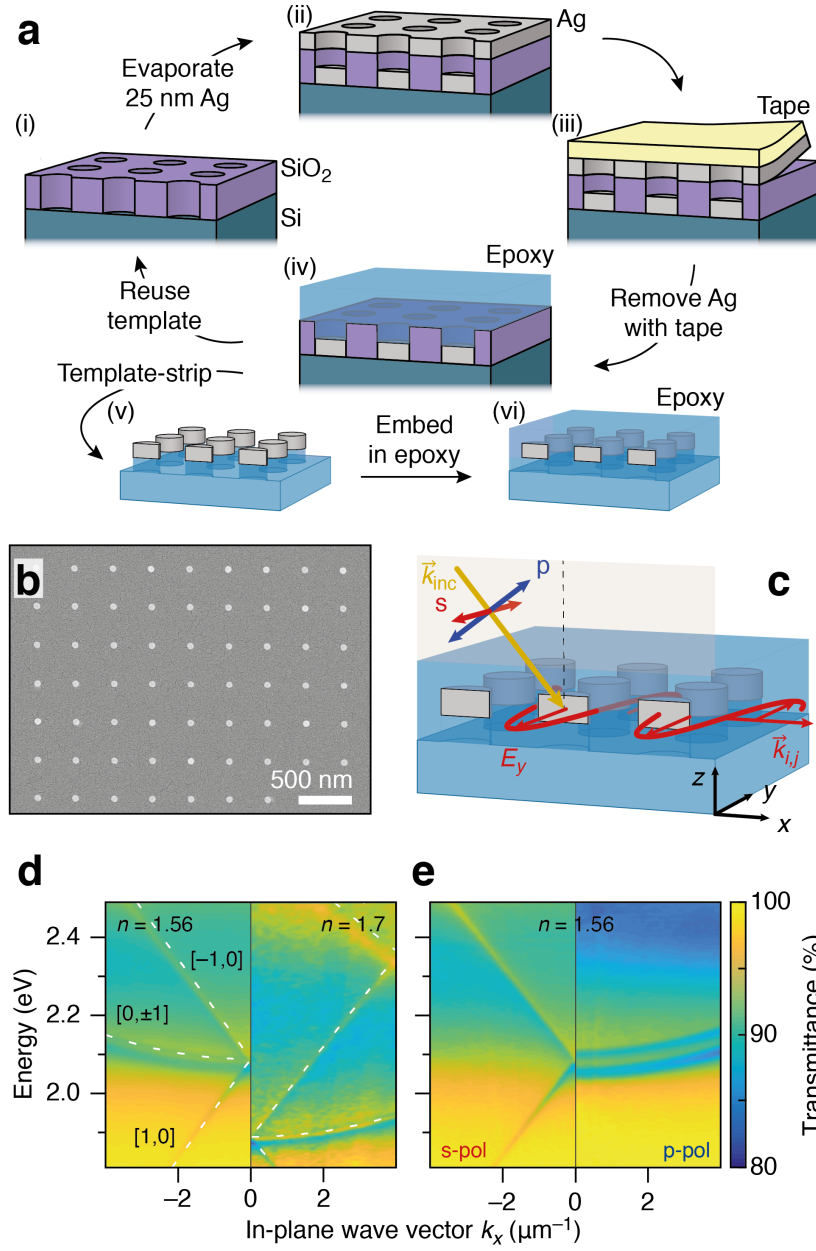 a
(i)
Evaporate
25 nm Ag
(ii)
Ag
(iii)
Tape
SiO2
Si
(iv)
Epoxy
Reuse
template
Remove Ag
with tape
Template-strip
(v)
Embed
in epoxy
(vi)
Epoxy
b
500 nm
c
k⃗inc
p
s
Ey
k⃗i,j
z
y
x
d
n = 1.56
n = 1.7
[−1,0]
[0,±1]
[1,0]
2.4
2.2
2.0
Energy (eV)
−2
0
2
e
n = 1.56
s-pol
p-pol
−2
0
2
In-plane wave vector kx (μm−1)
100
90
80
Transmittance (%)